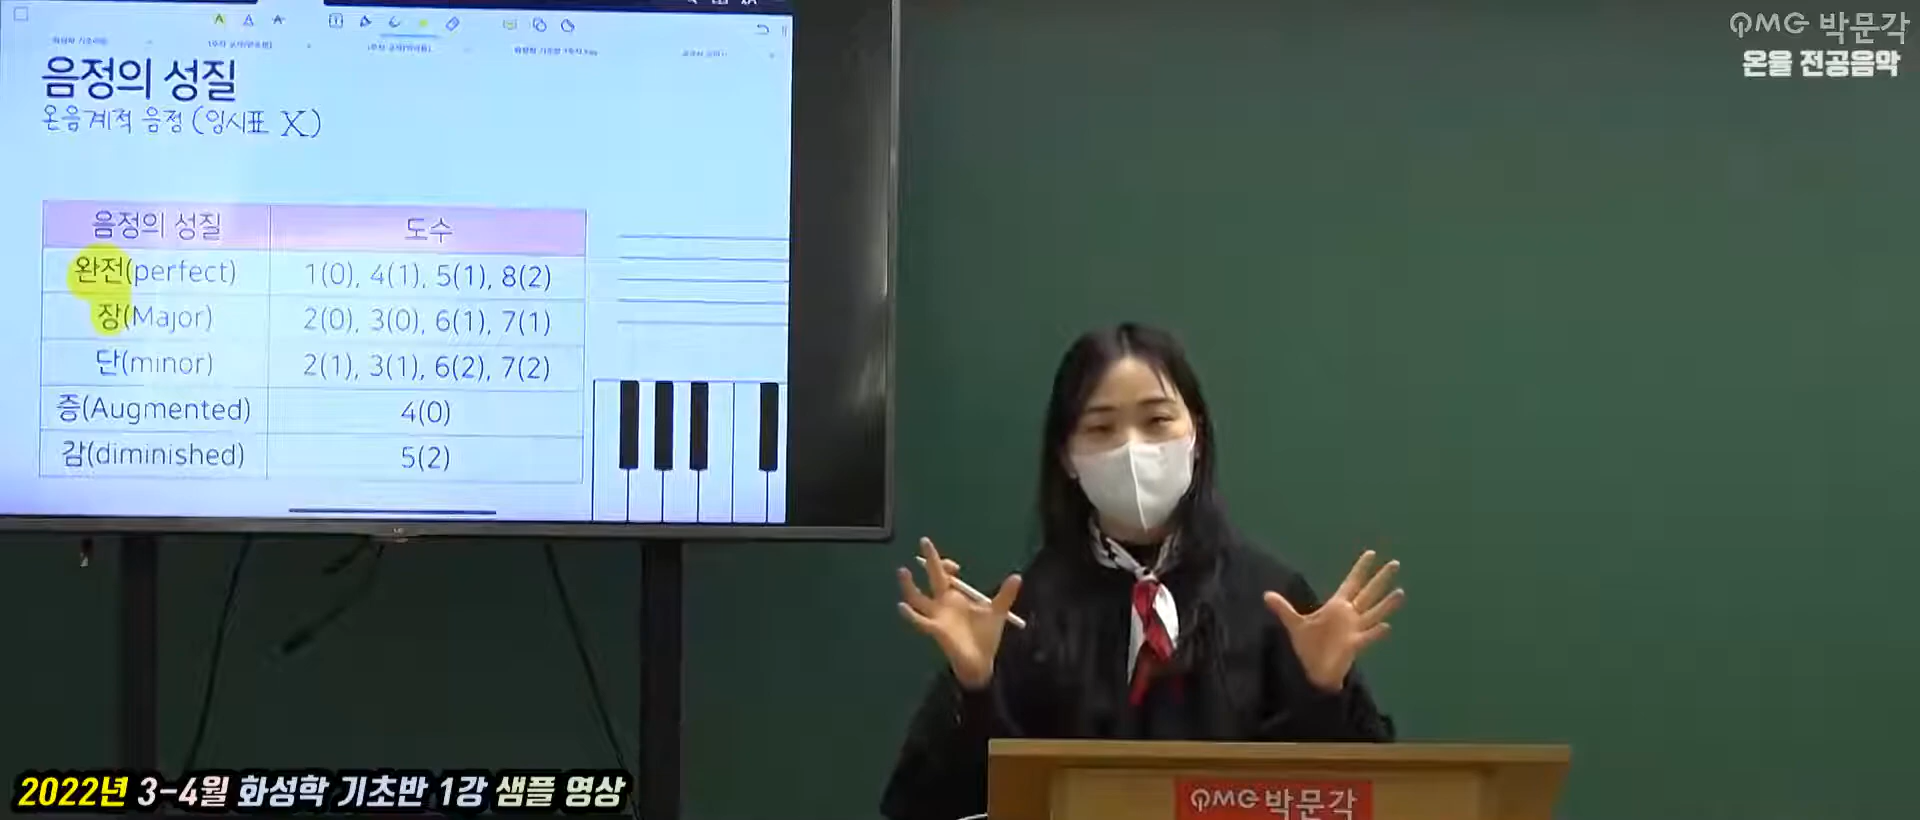 음정의 성질
온음계적 음정 (임시표 X)
음정의 성질 도수
완전(perfect) 1(0), 4(1), 5(1), 8(2)
장(Major) 2(0), 3(0), 6(1), 7(1)
단(minor) 2(1), 3(1), 6(2), 7(2)
증(Augmented) 4(0)
감(diminished) 5(2)
PMG 박문각
온율 전공음악
PMG 박문각
2022년 3-4월 화성학 기초반 1강 샘플 영상